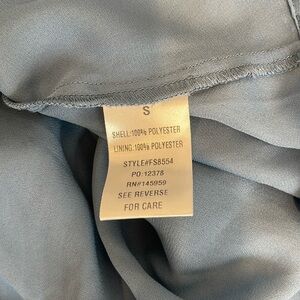 S
SHELL:100% POLYESTER
LINING:100% POLYESTER
STYLE#FS8554
PO:12378
RN#145959
SEE REVERSE
FOR CARE